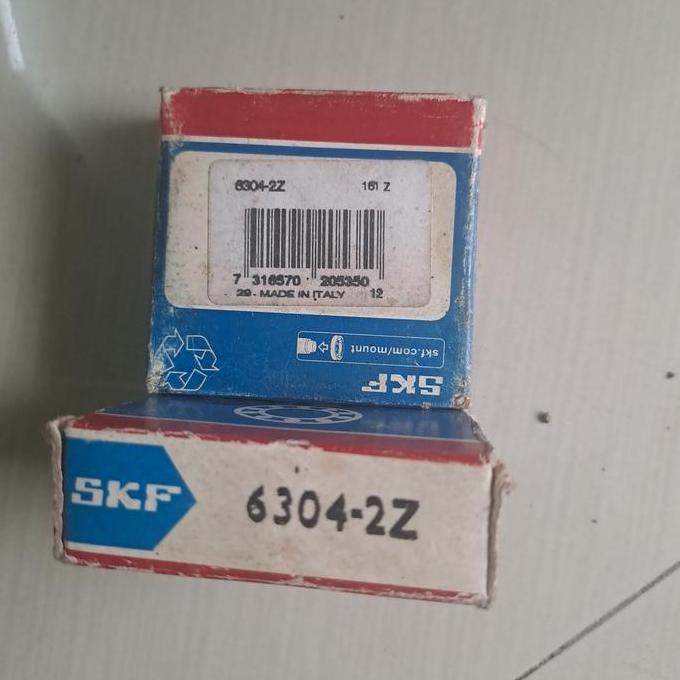 6304-2Z 161 Z
7 316570 205350
29 - MADE IN ITALY 12
skf.com/mount
SKF
SKF 6304-2Z